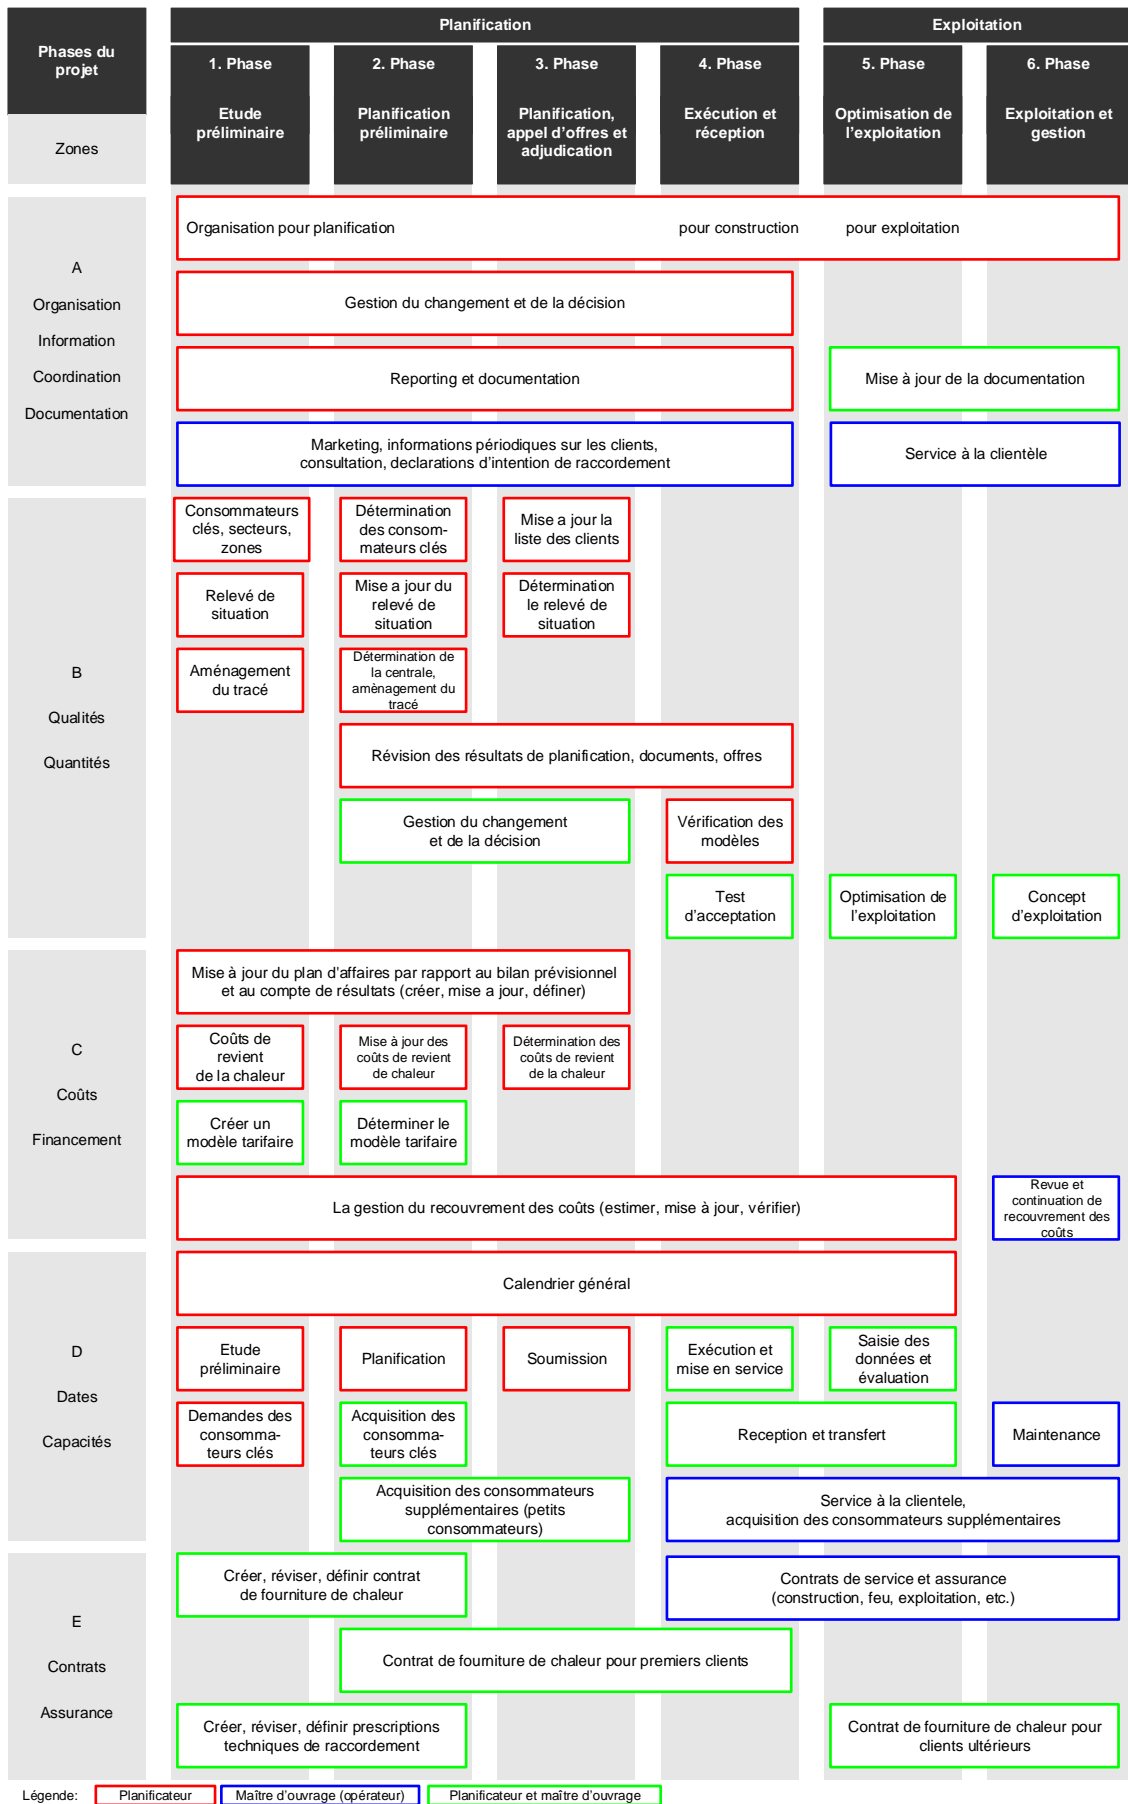 Phases du
projet
Zones
Planification
Exploitation
1. Phase
Etude
préliminaire
2. Phase
Planification
préliminaire
3. Phase
Planification,
appel d'offres et
adjudication
4. Phase
Exécution et
réception
5. Phase
Optimisation de
l'exploitation
6. Phase
Exploitation et
gestion
A
Organisation
Information
Coordination
Documentation
Organisation pour planification
pour construction
pour exploitation
Gestion du changement et de la décision
Reporting et documentation
Mise à jour de la documentation
Marketing, informations périodiques sur les clients,
consultation, declarations d'intention de raccordement
Service à la clientèle
B
Qualités
Quantités
Consommateurs
clés, secteurs,
zones
Détermination
des consom-
mateurs clés
Mise a jour la
liste des clients
Relevé de
situation
Mise a jour du
relevé de
situation
Détermination
le relevé de
situation
Aménagement
du tracé
Détermination de
la centrale,
amènagement du
tracé
Révision des résultats de planification, documents, offres
Gestion du changement
et de la décision
Vérification des
modèles
Test
d'acceptation
Optimisation de
l'exploitation
Concept
d'exploitation
C
Coûts
Financement
Mise à jour du plan d'affaires par rapport au bilan prévisionnel
et au compte de résultats (créer, mise a jour, définer)
Coûts de
revient
de la chaleur
Mise à jour des
coûts de revient
de chaleur
Détermination des
coûts de revient
de la chaleur
Créer un
modèle tarifaire
Déterminer le
modèle tarifaire
La gestion du recouvrement des coûts (estimer, mise à jour, vérifier)
Revue et
continuation de
recouvrement des
coûts
D
Dates
Capacités
Calendrier général
Etude
préliminaire
Planification
Soumission
Exécution et
mise en service
Saisie des
données et
évaluation
Demandes des
consomma-
teurs clés
Acquisition des
consomma-
teurs clés
Reception et transfert
Maintenance
Acquisition des consommateurs
supplémentaires (petits
consommateurs)
Service à la clientele,
acquisition des consommateurs supplémentaires
E
Contrats
Assurance
Créer, réviser, définir contrat
de fourniture de chaleur
Contrats de service et assurance
(construction, feu, exploitation, etc.)
Contrat de fourniture de chaleur pour premiers clients
Créer, réviser, définir prescriptions
techniques de raccordement
Contrat de fourniture de chaleur pour
clients ultérieurs
Légende:
Planificateur
Maître d'ouvrage (opérateur)
Planificateur et maître d'ouvrage